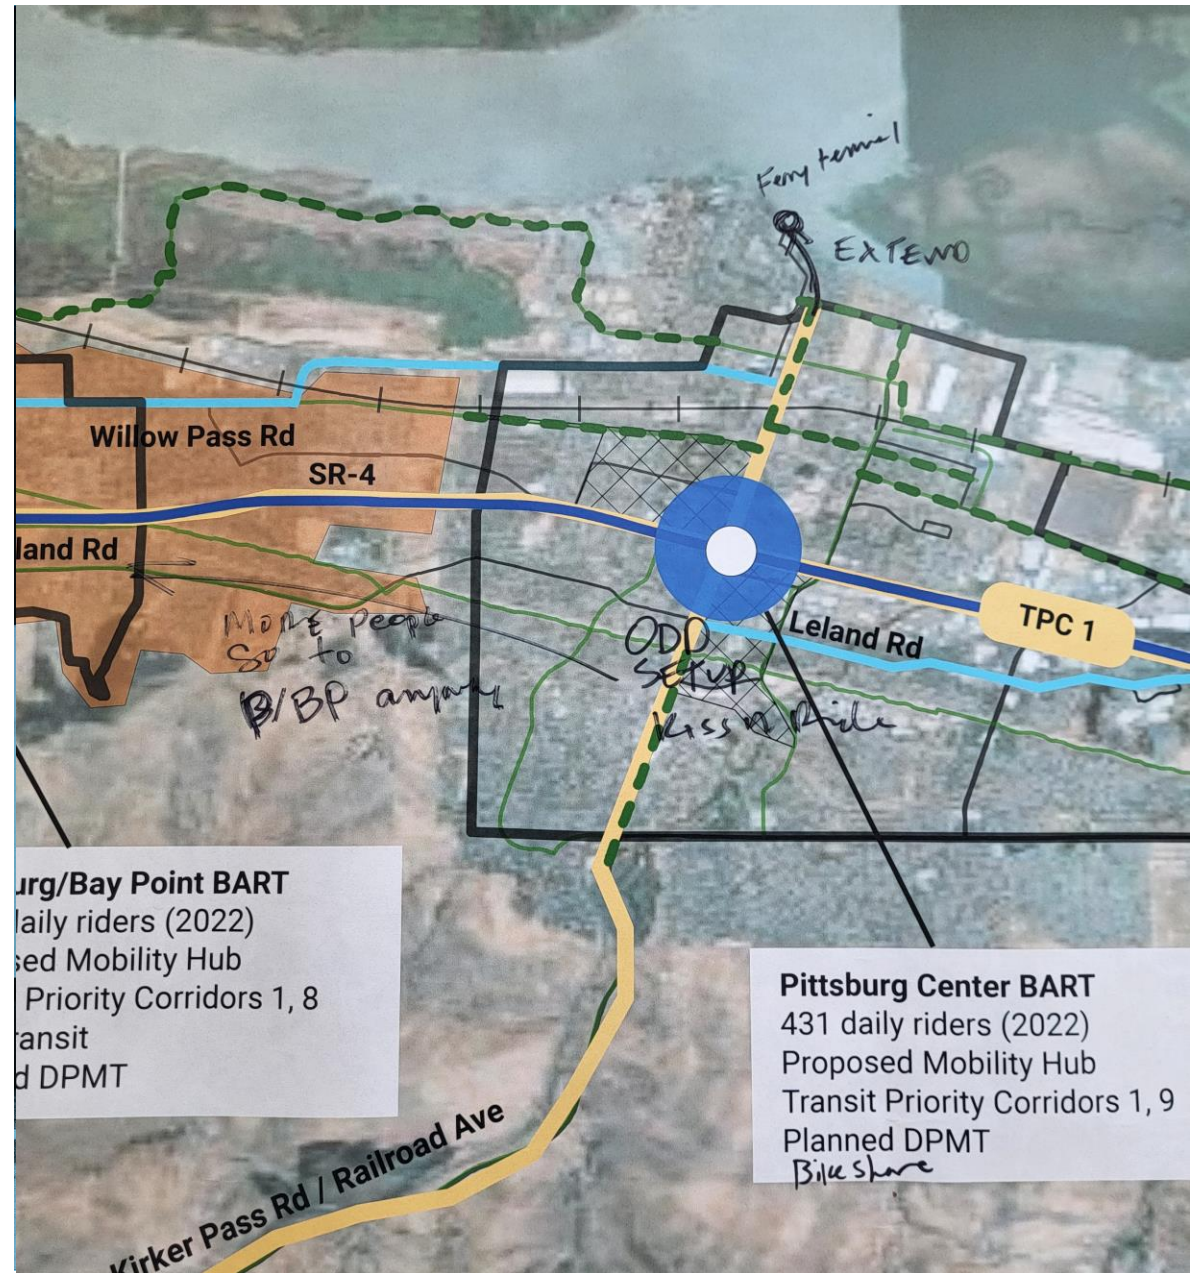 Ferry terminal
EXTEND
Willow Pass Rd
SR-4
land Rd
TPC 1
Leland Rd
More People
Go to
P/BP anyway
ODD
SETUP
Kiss n Ride
urg/Bay Point BART
daily riders (2022)
sed Mobility Hub
Priority Corridors 1, 8
ransit
d DPMT
Pittsburg Center BART
431 daily riders (2022)
Proposed Mobility Hub
Transit Priority Corridors 1, 9
Planned DPMT
Bike share
Kirker Pass Rd / Railroad Ave